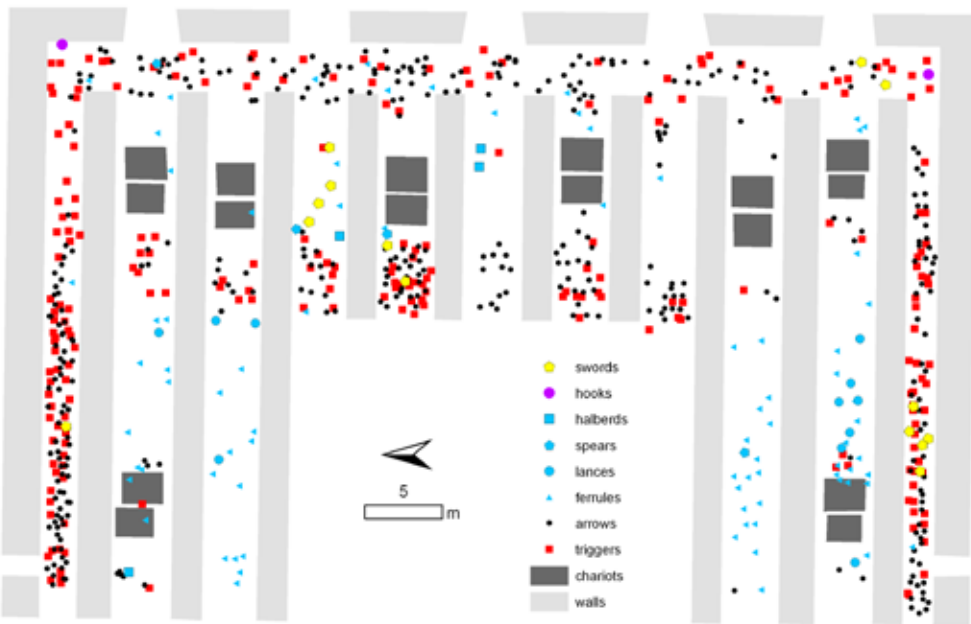 swords
hooks
halberds
spears
lances
ferrules
arrows
triggers
chariots
walls
5
m